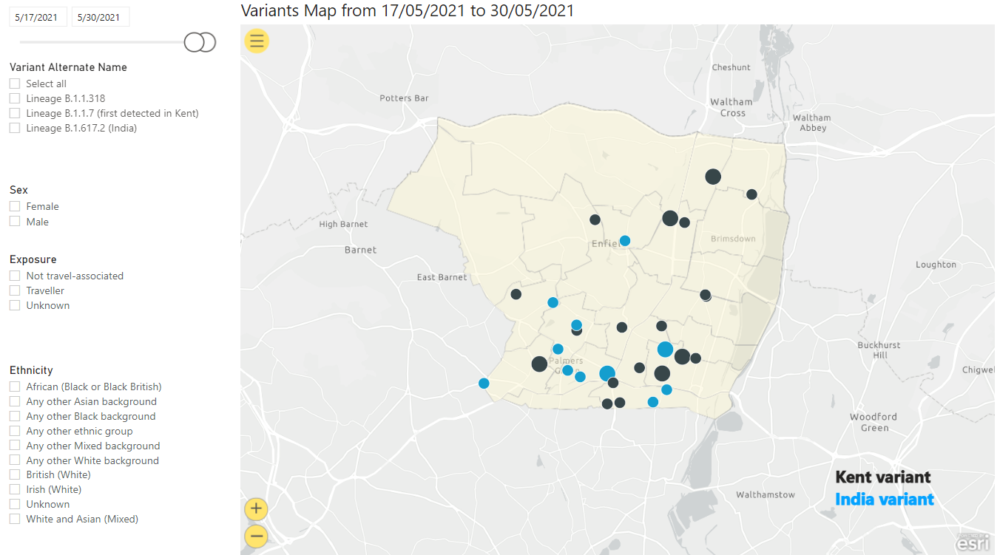 5/17/2021
5/30/2021
Variant Alternate Name
Select all
Lineage B.1.1.318
Lineage B.1.1.7 (first detected in Kent)
Lineage B.1.617.2 (India)
Sex
Female
Male
Exposure
Not travel-associated
Traveller
Unknown
Ethnicity
African (Black or Black British)
Any other Asian background
Any other Black background
Any other ethnic group
Any other Mixed background
Any other White background
British (White)
Irish (White)
Unknown
White and Asian (Mixed)
Variants Map from 17/05/2021 to 30/05/2021
Cheshunt
Potters Bar
Waltham
Cross
Waltham
Abbey
High Barnet
Brimsdown
Barnet
Loughton
East Barnet
Buckhurst
Hill
Palmers
Woodford
Green
Kent variant
India variant
Walthamstow
esri